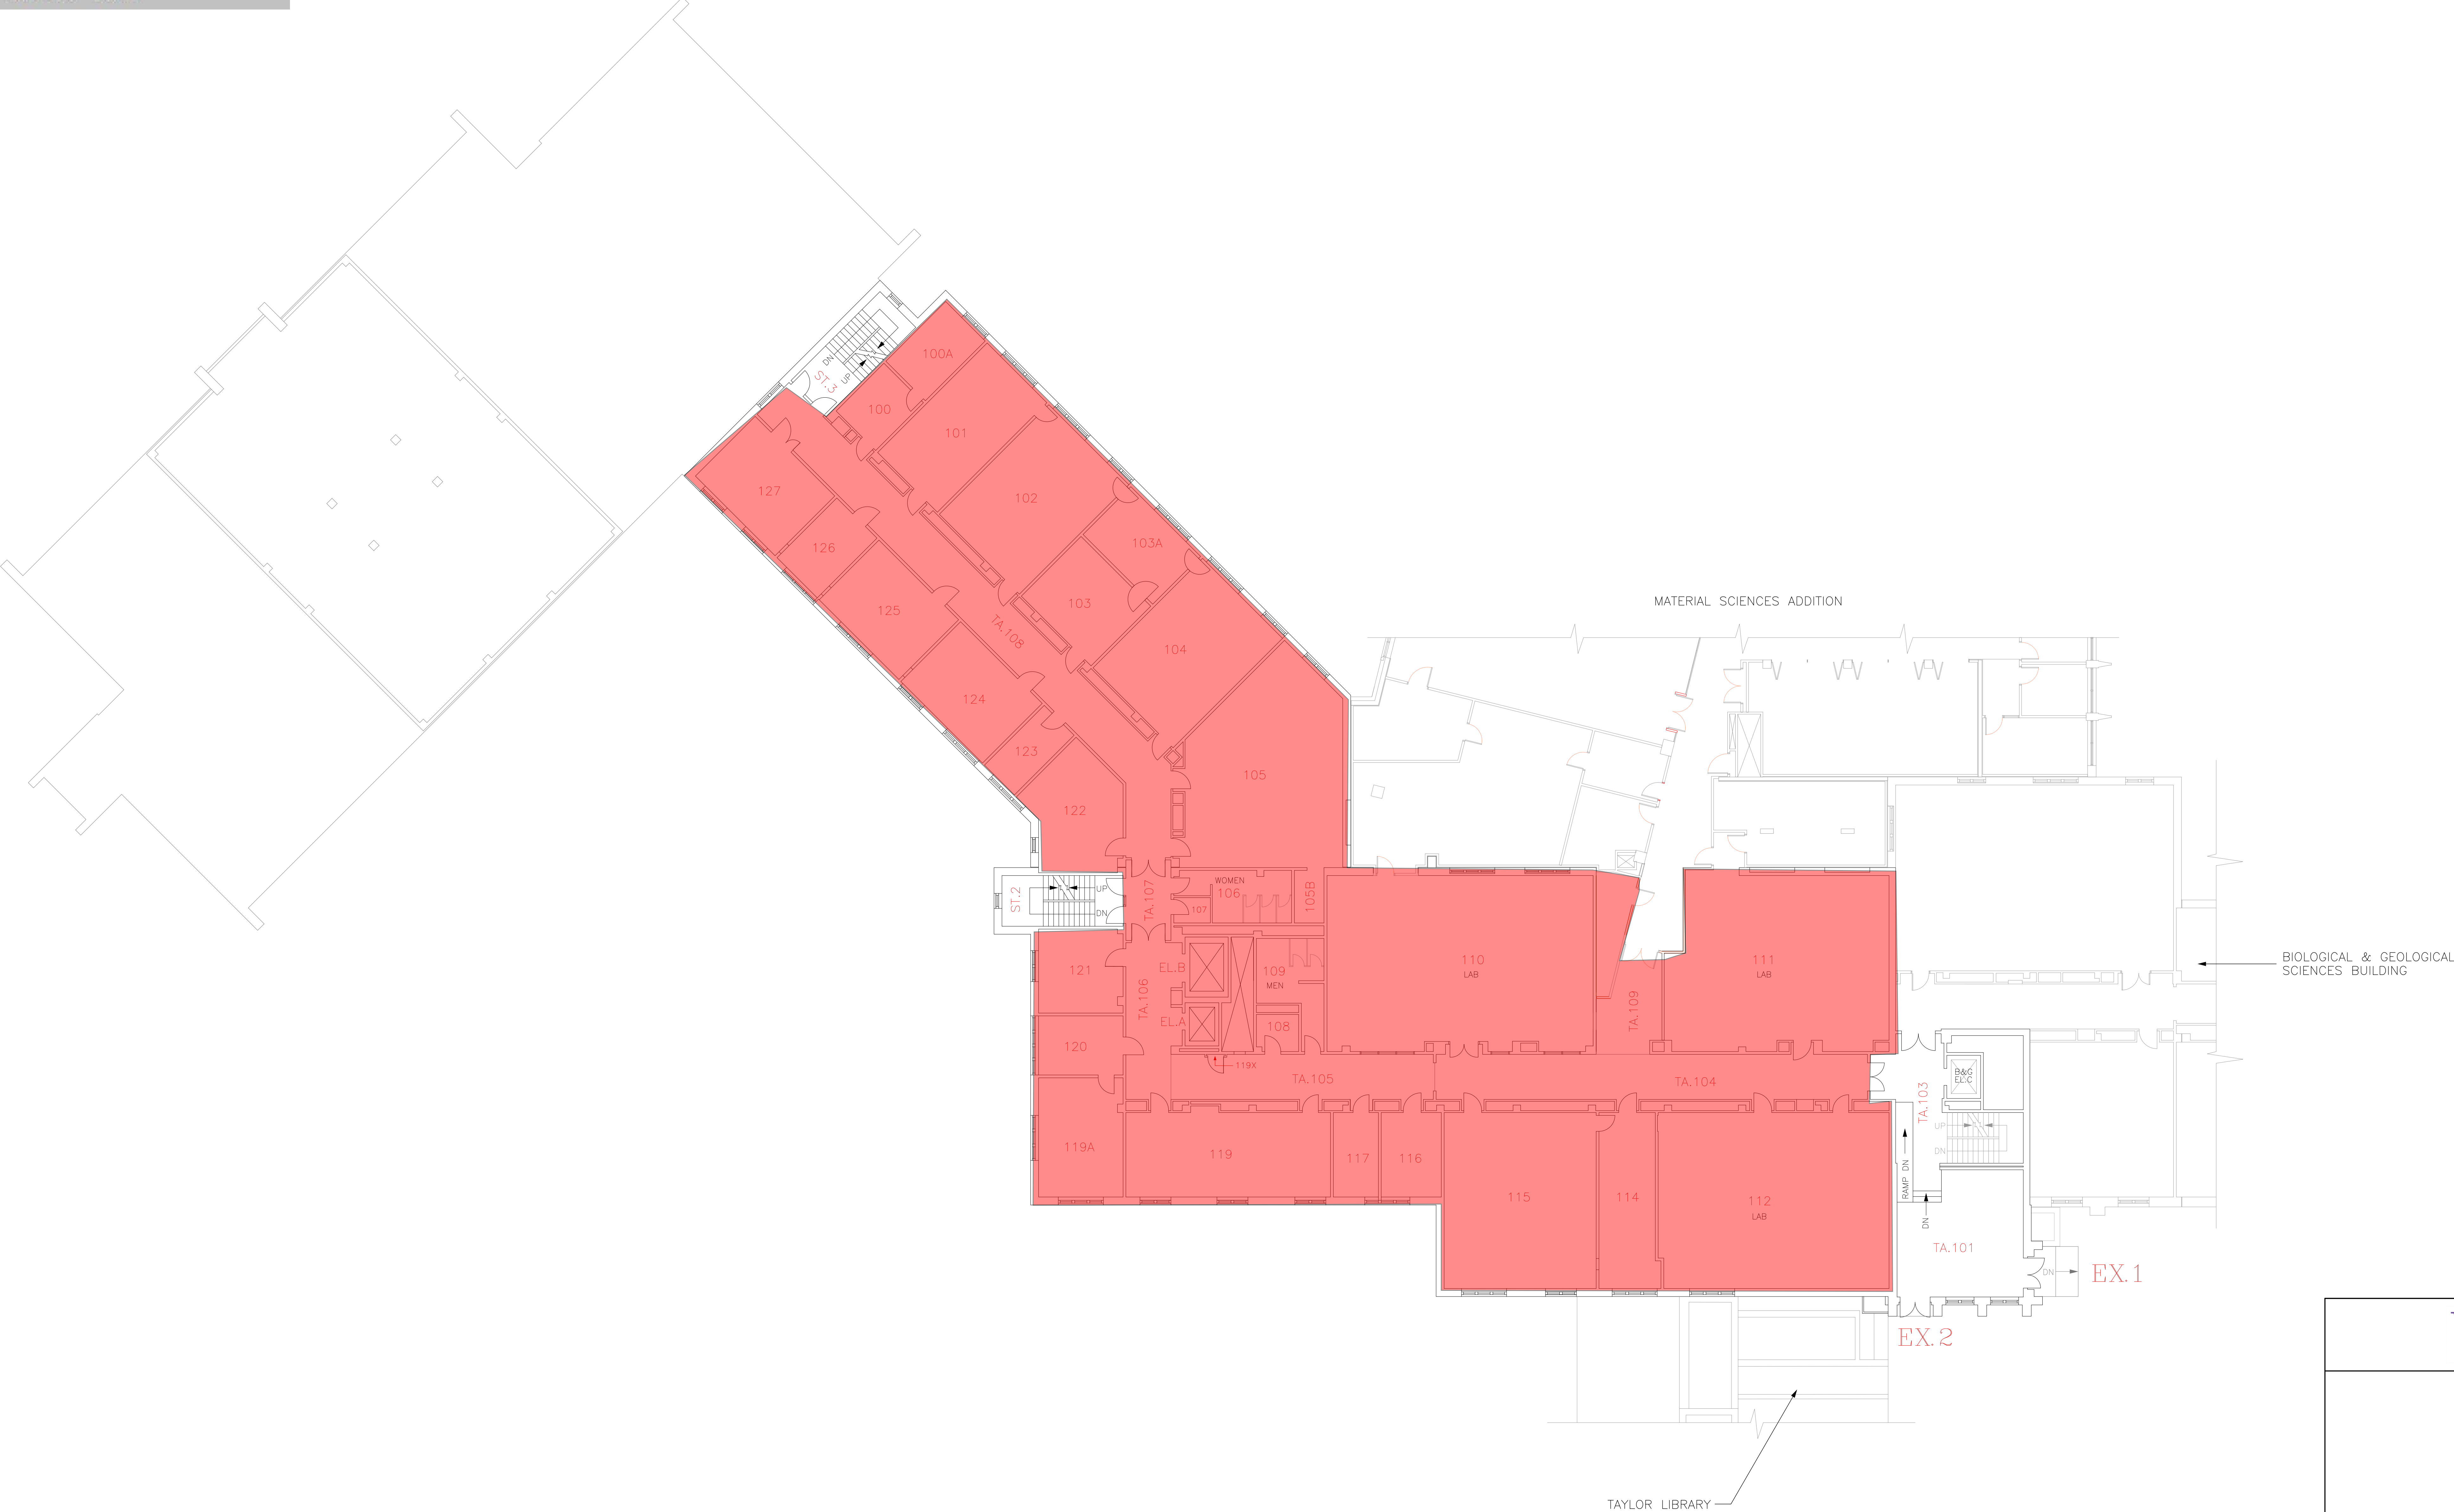 100A
DN
UP
ST.3
100
101
127
102
126
103A
MATERIAL SCIENCES ADDITION
103
125
TA.108
104
124
123
105
122
WOMEN
106
105B
TA.107
107
ST.2
UP
DN
121
EL.B
109
MEN
110
LAB
111
LAB
BIOLOGICAL & GEOLOGICAL
SCIENCES BUILDING
TA.106
EL.A
108
TA.109
120
119X
TA.105
TA.104
B&G
EL.C
TA.103
UP
DN
119A
119
117
116
115
114
112
LAB
RAMP DN
DN
TA.101
DN
EX.1
EX.2
TAYLOR LIBRARY